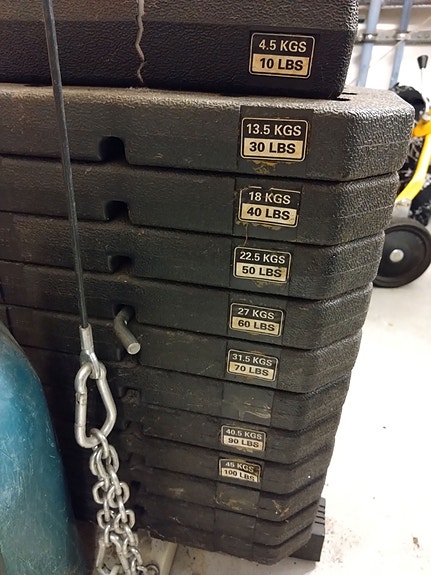 4.5 KGS
10 LBS
13.5 KGS
30 LBS
18 KGS
40 LBS
22.5 KGS
50 LBS
27 KGS
60 LBS
31.5 KGS
70 LBS
40.5 KGS
90 LBS
45 KGS
100 LBS